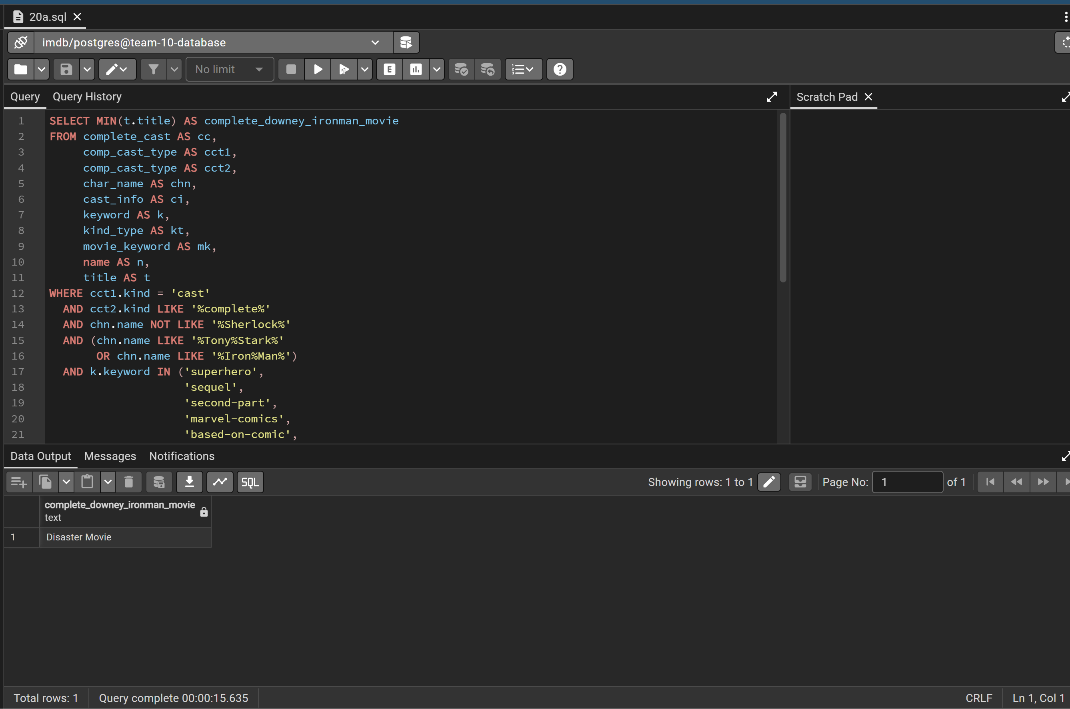 20a.sql
imdb/postgres@team-10-database
No limit
E
Query Query History
Scratch Pad
1 SELECT MIN(t.title) AS complete_downey_ironman_movie
2 FROM complete_cast AS cc,
3 comp_cast_type AS cct1,
4 comp_cast_type AS cct2,
5 char_name AS chn,
6 cast_info AS ci,
7 keyword AS k,
8 kind_type AS kt,
9 movie_keyword AS mk,
10 name AS n,
11 title AS t
12 WHERE cct1.kind = 'cast'
13 AND cct2.kind LIKE '%complete%'
14 AND chn.name NOT LIKE '%Sherlock%'
15 AND (chn.name LIKE '%Tony%Stark%'
16 OR chn.name LIKE '%Iron%Man%')
17 AND k.keyword IN ('superhero',
18 'sequel',
19 'second-part',
20 'marvel-comics',
21 'based-on-comic',
Data Output Messages Notifications
SQL
Showing rows: 1 to 1
Page No: 1 of 1
complete_downey_ironman_movie
text
1 Disaster Movie
Total rows: 1 Query complete 00:00:15.635
CRLF Ln 1, Col 1